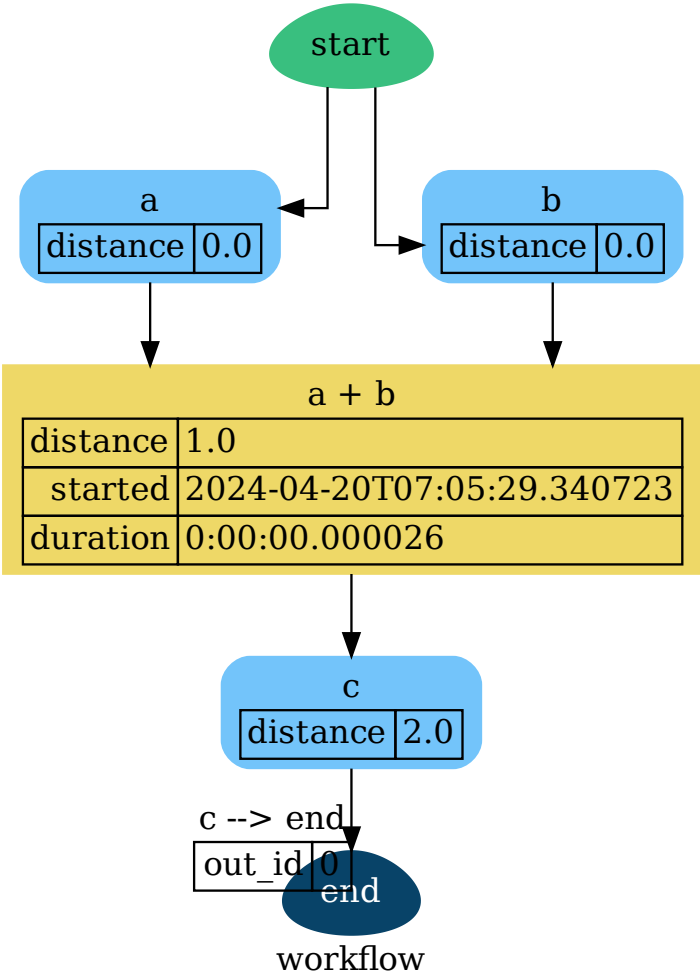 start
a
distance 0.0
b
distance 0.0
a + b
distance 1.0
started 2024-04-20T07:05:29.340723
duration 0:00:00.000026
c
distance 2.0
c --> end
out_id 0
end
workflow